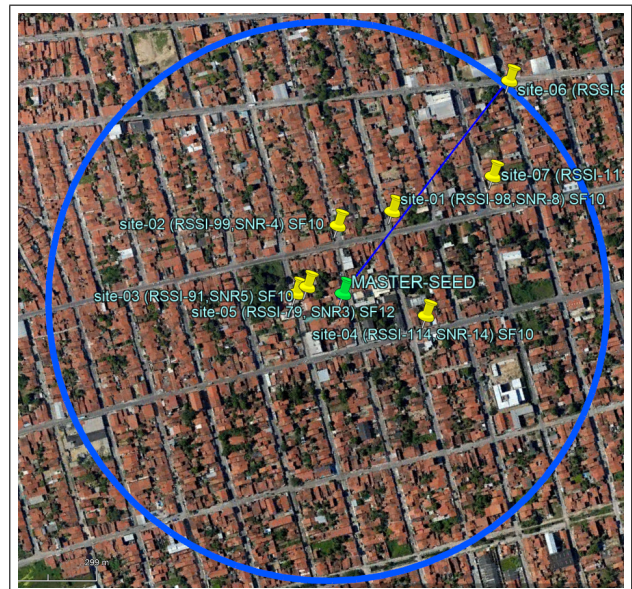 site-06 (RSSI-8
site-07 (RSSI-11
site-01 (RSSI-98,SNR-8) SF10
site-02 (RSSI-99,SNR-4) SF10
MASTER-SEED
site-03 (RSSI-91,SNR5) SF10
site-05 (RSSI-79, SNR3) SF12
site-04 (RSSI-114,SNR-14) SF10
299 m